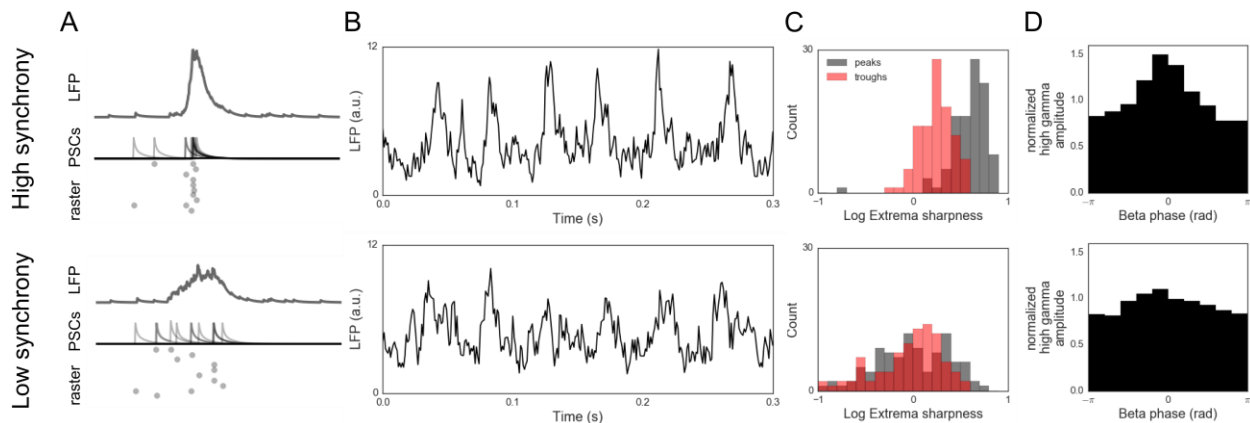 A
B
C
D
High synchrony
LFP
PSCs
raster
12
LFP (a.u.)
0
0.0
0.1
0.2
0.3
Time (s)
30
Count
0
peaks
troughs
−1
0
1
Log Extrema sharpness
1.5
1.0
0.5
0.0
normalized
high gamma
amplitude
−π
0
π
Beta phase (rad)
Low synchrony
LFP
PSCs
raster
12
LFP (a.u.)
0
0.0
0.1
0.2
0.3
Time (s)
30
Count
0
−1
0
1
Log Extrema sharpness
1.5
1.0
0.5
0.0
normalized
high gamma
amplitude
−π
0
π
Beta phase (rad)